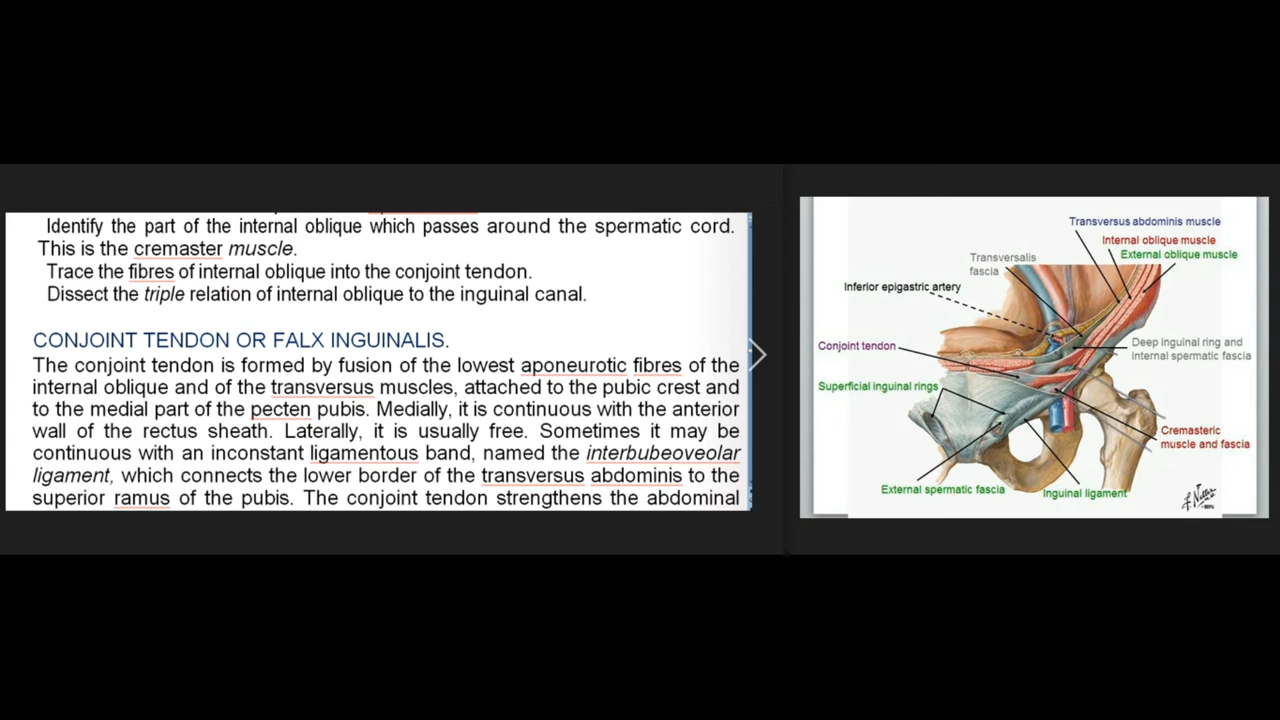 Identify the part of the internal oblique which passes around the spermatic cord.
This is the cremaster muscle.
Trace the fibres of internal oblique into the conjoint tendon.
Dissect the triple relation of internal oblique to the inguinal canal.
CONJOINT TENDON OR FALX INGUINALIS.
The conjoint tendon is formed by fusion of the lowest aponeurotic fibres of the
internal oblique and of the transversus muscles, attached to the pubic crest and
to the medial part of the pecten pubis. Medially, it is continuous with the anterior
wall of the rectus sheath. Laterally, it is usually free. Sometimes it may be
continuous with an inconstant ligamentous band, named the interbubeoveolar
ligament, which connects the lower border of the transversus abdominis to the
superior ramus of the pubis. The conjoint tendon strengthens the abdominal
Transversus abdominis muscle
Internal oblique muscle
External oblique muscle
Transversalis
fascia
Inferior epigastric artery
Conjoint tendon
Deep inguinal ring and
internal spermatic fascia
Superficial inguinal rings
Cremasteric
muscle and fascia
External spermatic fascia
Inguinal ligament